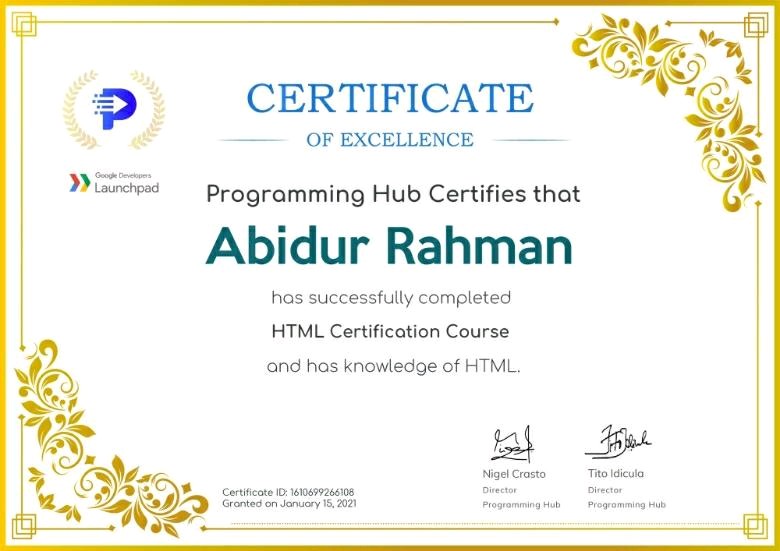 CERTIFICATE
OF EXCELLENCE
Google Developers
Launchpad
Programming Hub Certifies that
Abidur Rahman
has successfully completed
HTML Certification Course
and has knowledge of HTML.
Nigel Crasto
Director
Programming Hub
Tito Idicula
Director
Programming Hub
Certificate ID: 1610699266108
Granted on January 15, 2021